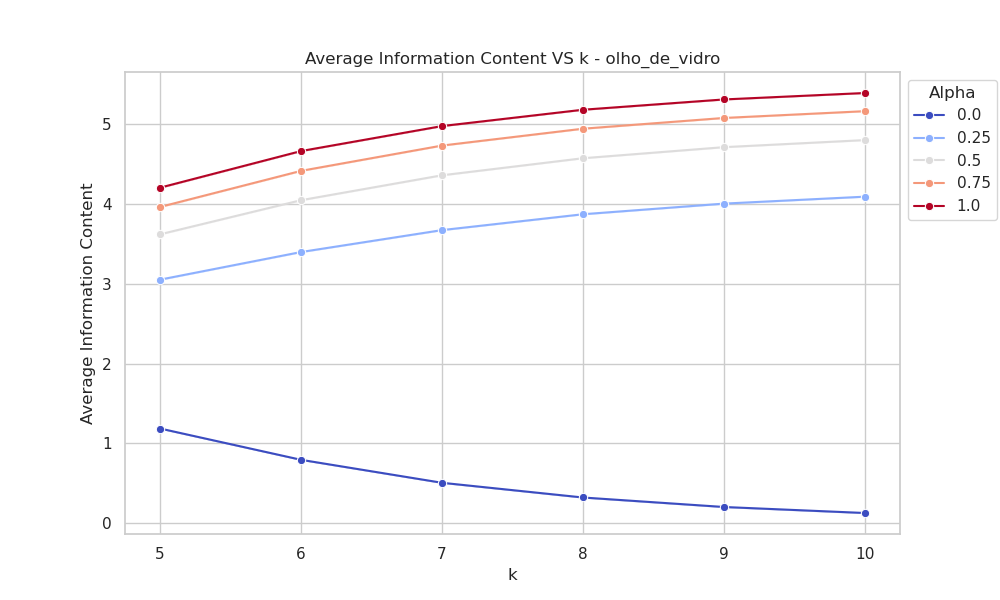 Average Information Content VS k - olho_de_vidro
Alpha
0.0
0.25
0.5
0.75
1.0
Average Information Content
5
4
3
2
1
0
5 6 7 8 9 10
k